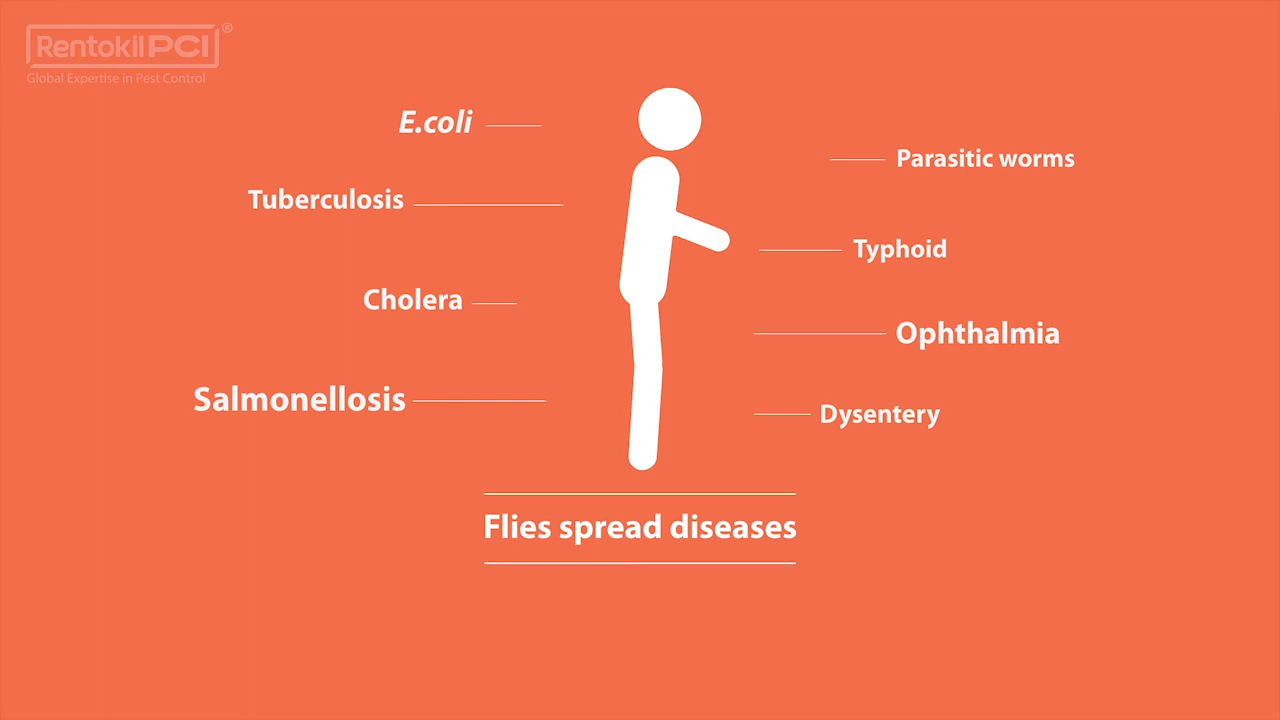 RentokilPCI®
Global Expertise in Pest Control
E.coli
Parasitic worms
Tuberculosis
Typhoid
Cholera
Ophthalmia
Salmonellosis
Dysentery
Flies spread diseases